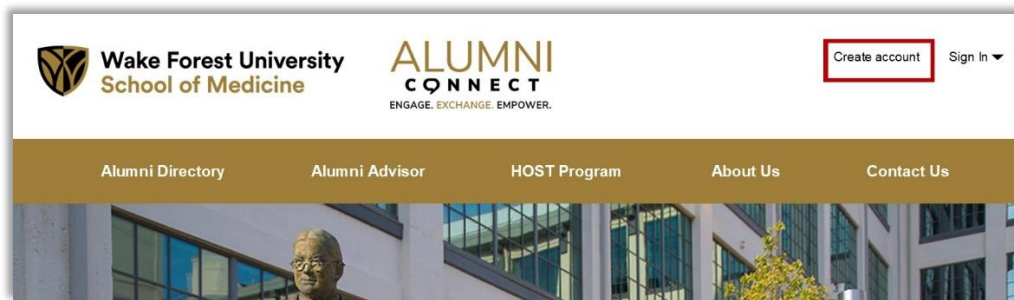 Wake Forest University
School of Medicine
ALUMNI
CONNECT
ENGAGE. EXCHANGE. EMPOWER.
Create account
Sign In
Alumni Directory
Alumni Advisor
HOST Program
About Us
Contact Us